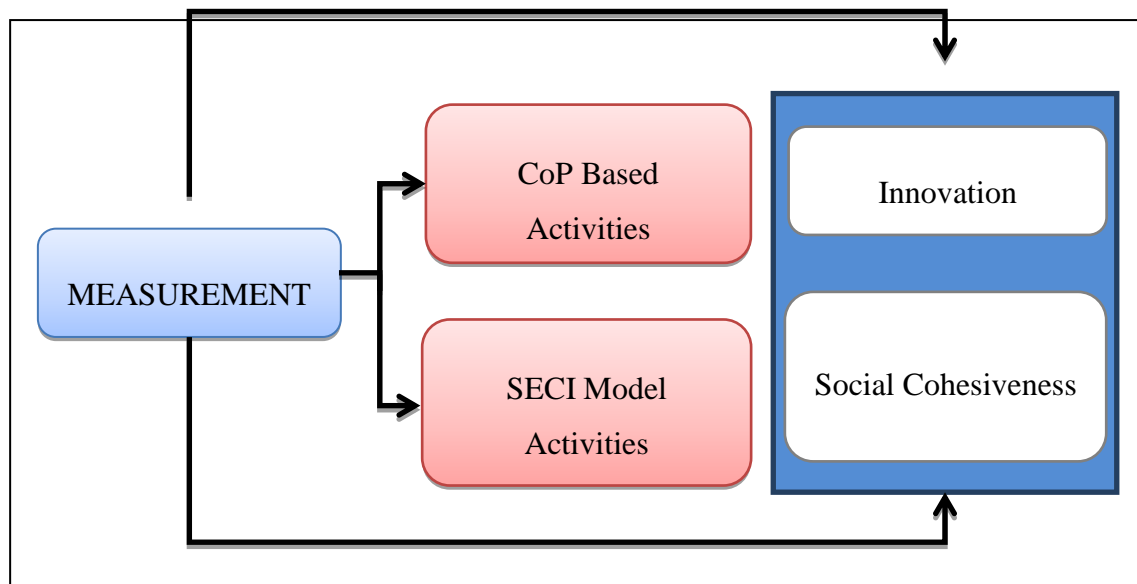 MEASUREMENT
CoP Based
Activities
SECI Model
Activities
Innovation
Social Cohesiveness